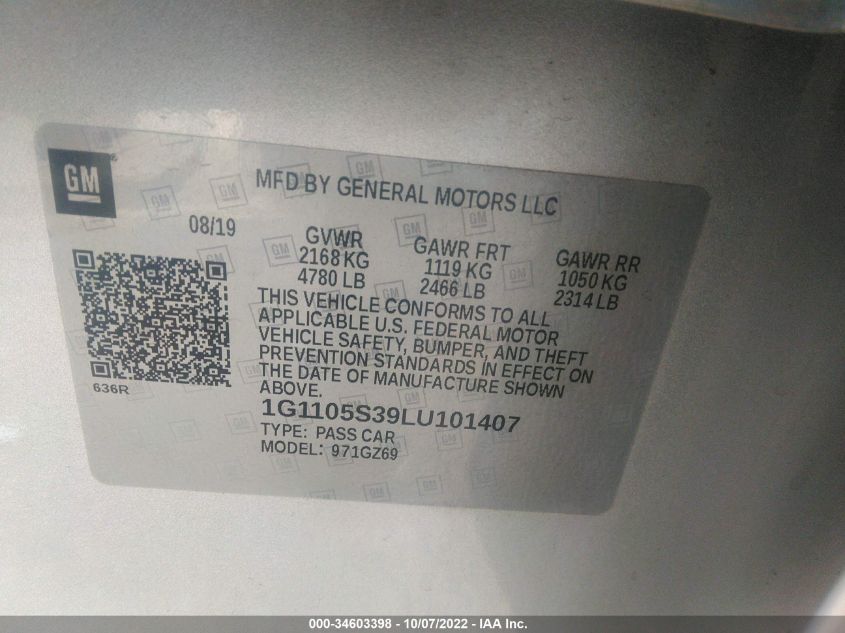 GM
MFD BY GENERAL MOTORS LLC
08/19
GVWR
2168 KG
4780 LB
GAWR FRT
1119 KG
2466 LB
GAWR RR
1050 KG
2314 LB
THIS VEHICLE CONFORMS TO ALL
APPLICABLE U.S. FEDERAL MOTOR
VEHICLE SAFETY, BUMPER, AND THEFT
PREVENTION STANDARDS IN EFFECT ON
THE DATE OF MANUFACTURE SHOWN
ABOVE.
636R
1G1105S39LU101407
TYPE: PASS CAR
MODEL: 971GZ69
000-34603398 - 10/07/2022 - IAA Inc.